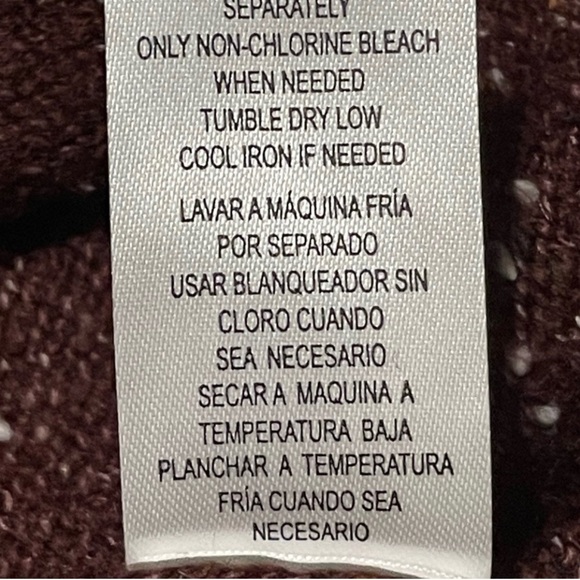 SEPARATELY
ONLY NON-CHLORINE BLEACH
WHEN NEEDED
TUMBLE DRY LOW
COOL IRON IF NEEDED
LAVAR A MÁQUINA FRÍA
POR SEPARADO
USAR BLANQUEADOR SIN
CLORO CUANDO
SEA NECESARIO
SECAR A MAQUINA A
TEMPERATURA BAJA
PLANCHAR A TEMPERATURA
FRÍA CUANDO SEA
NECESARIO